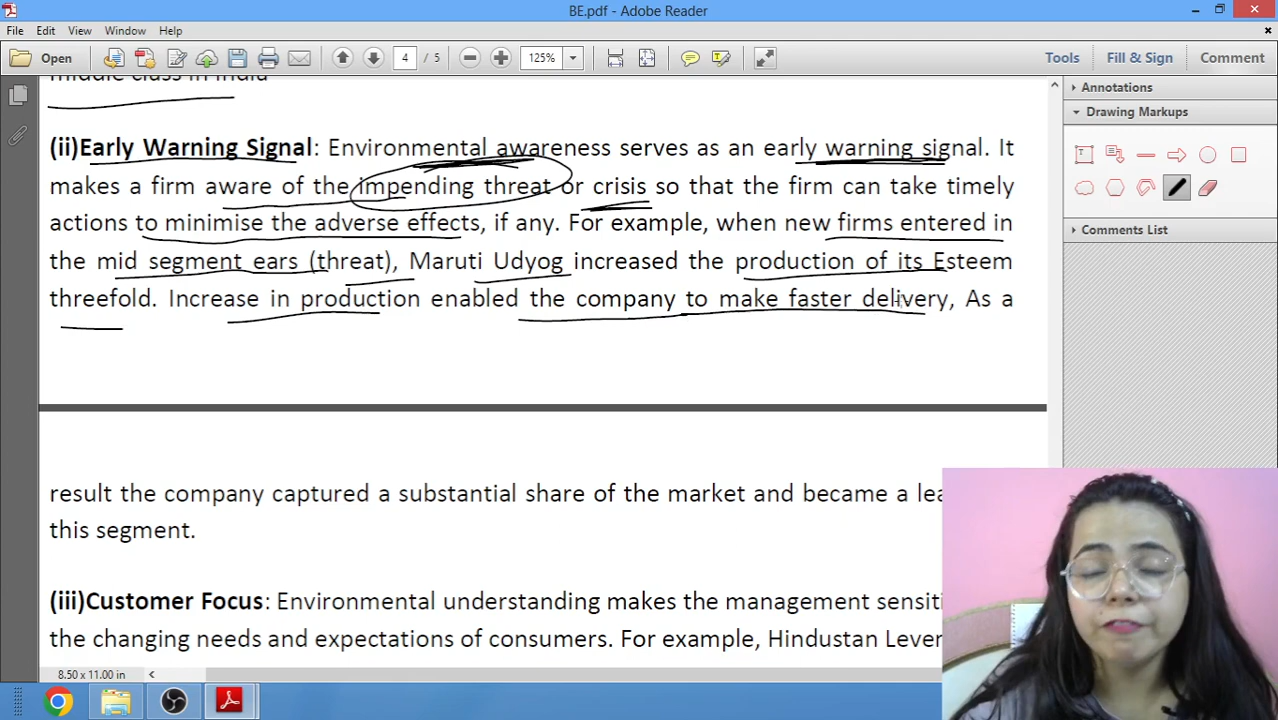 BE.pdf - Adobe Reader
File Edit View Window Help
Open 4 / 5 125% Tools Fill & Sign Comment
middle class in India
Annotations
Drawing Markups
(ii)Early Warning Signal: Environmental awareness serves as an early warning signal. It
makes a firm aware of the impending threat or crisis so that the firm can take timely
actions to minimise the adverse effects, if any. For example, when new firms entered in
Comments List
the mid segment ears (threat), Maruti Udyog increased the production of its Esteem
threefold. Increase in production enabled the company to make faster delivery, As a
result the company captured a substantial share of the market and became a lea
this segment.
(iii)Customer Focus: Environmental understanding makes the management sensiti
the changing needs and expectations of consumers. For example, Hindustan Lever
8.50 x 11.00 in